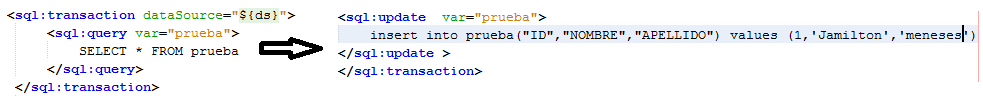 <sql:transaction dataSource="${ds}">
<sql:query var="prueba">
SELECT * FROM prueba
</sql:query>
</sql:transaction>
<sql:update  var="prueba">
insert into prueba("ID","NOMBRE","APELLIDO") values (1,'Jamilton','meneses')
</sql:update >
</sql:transaction>